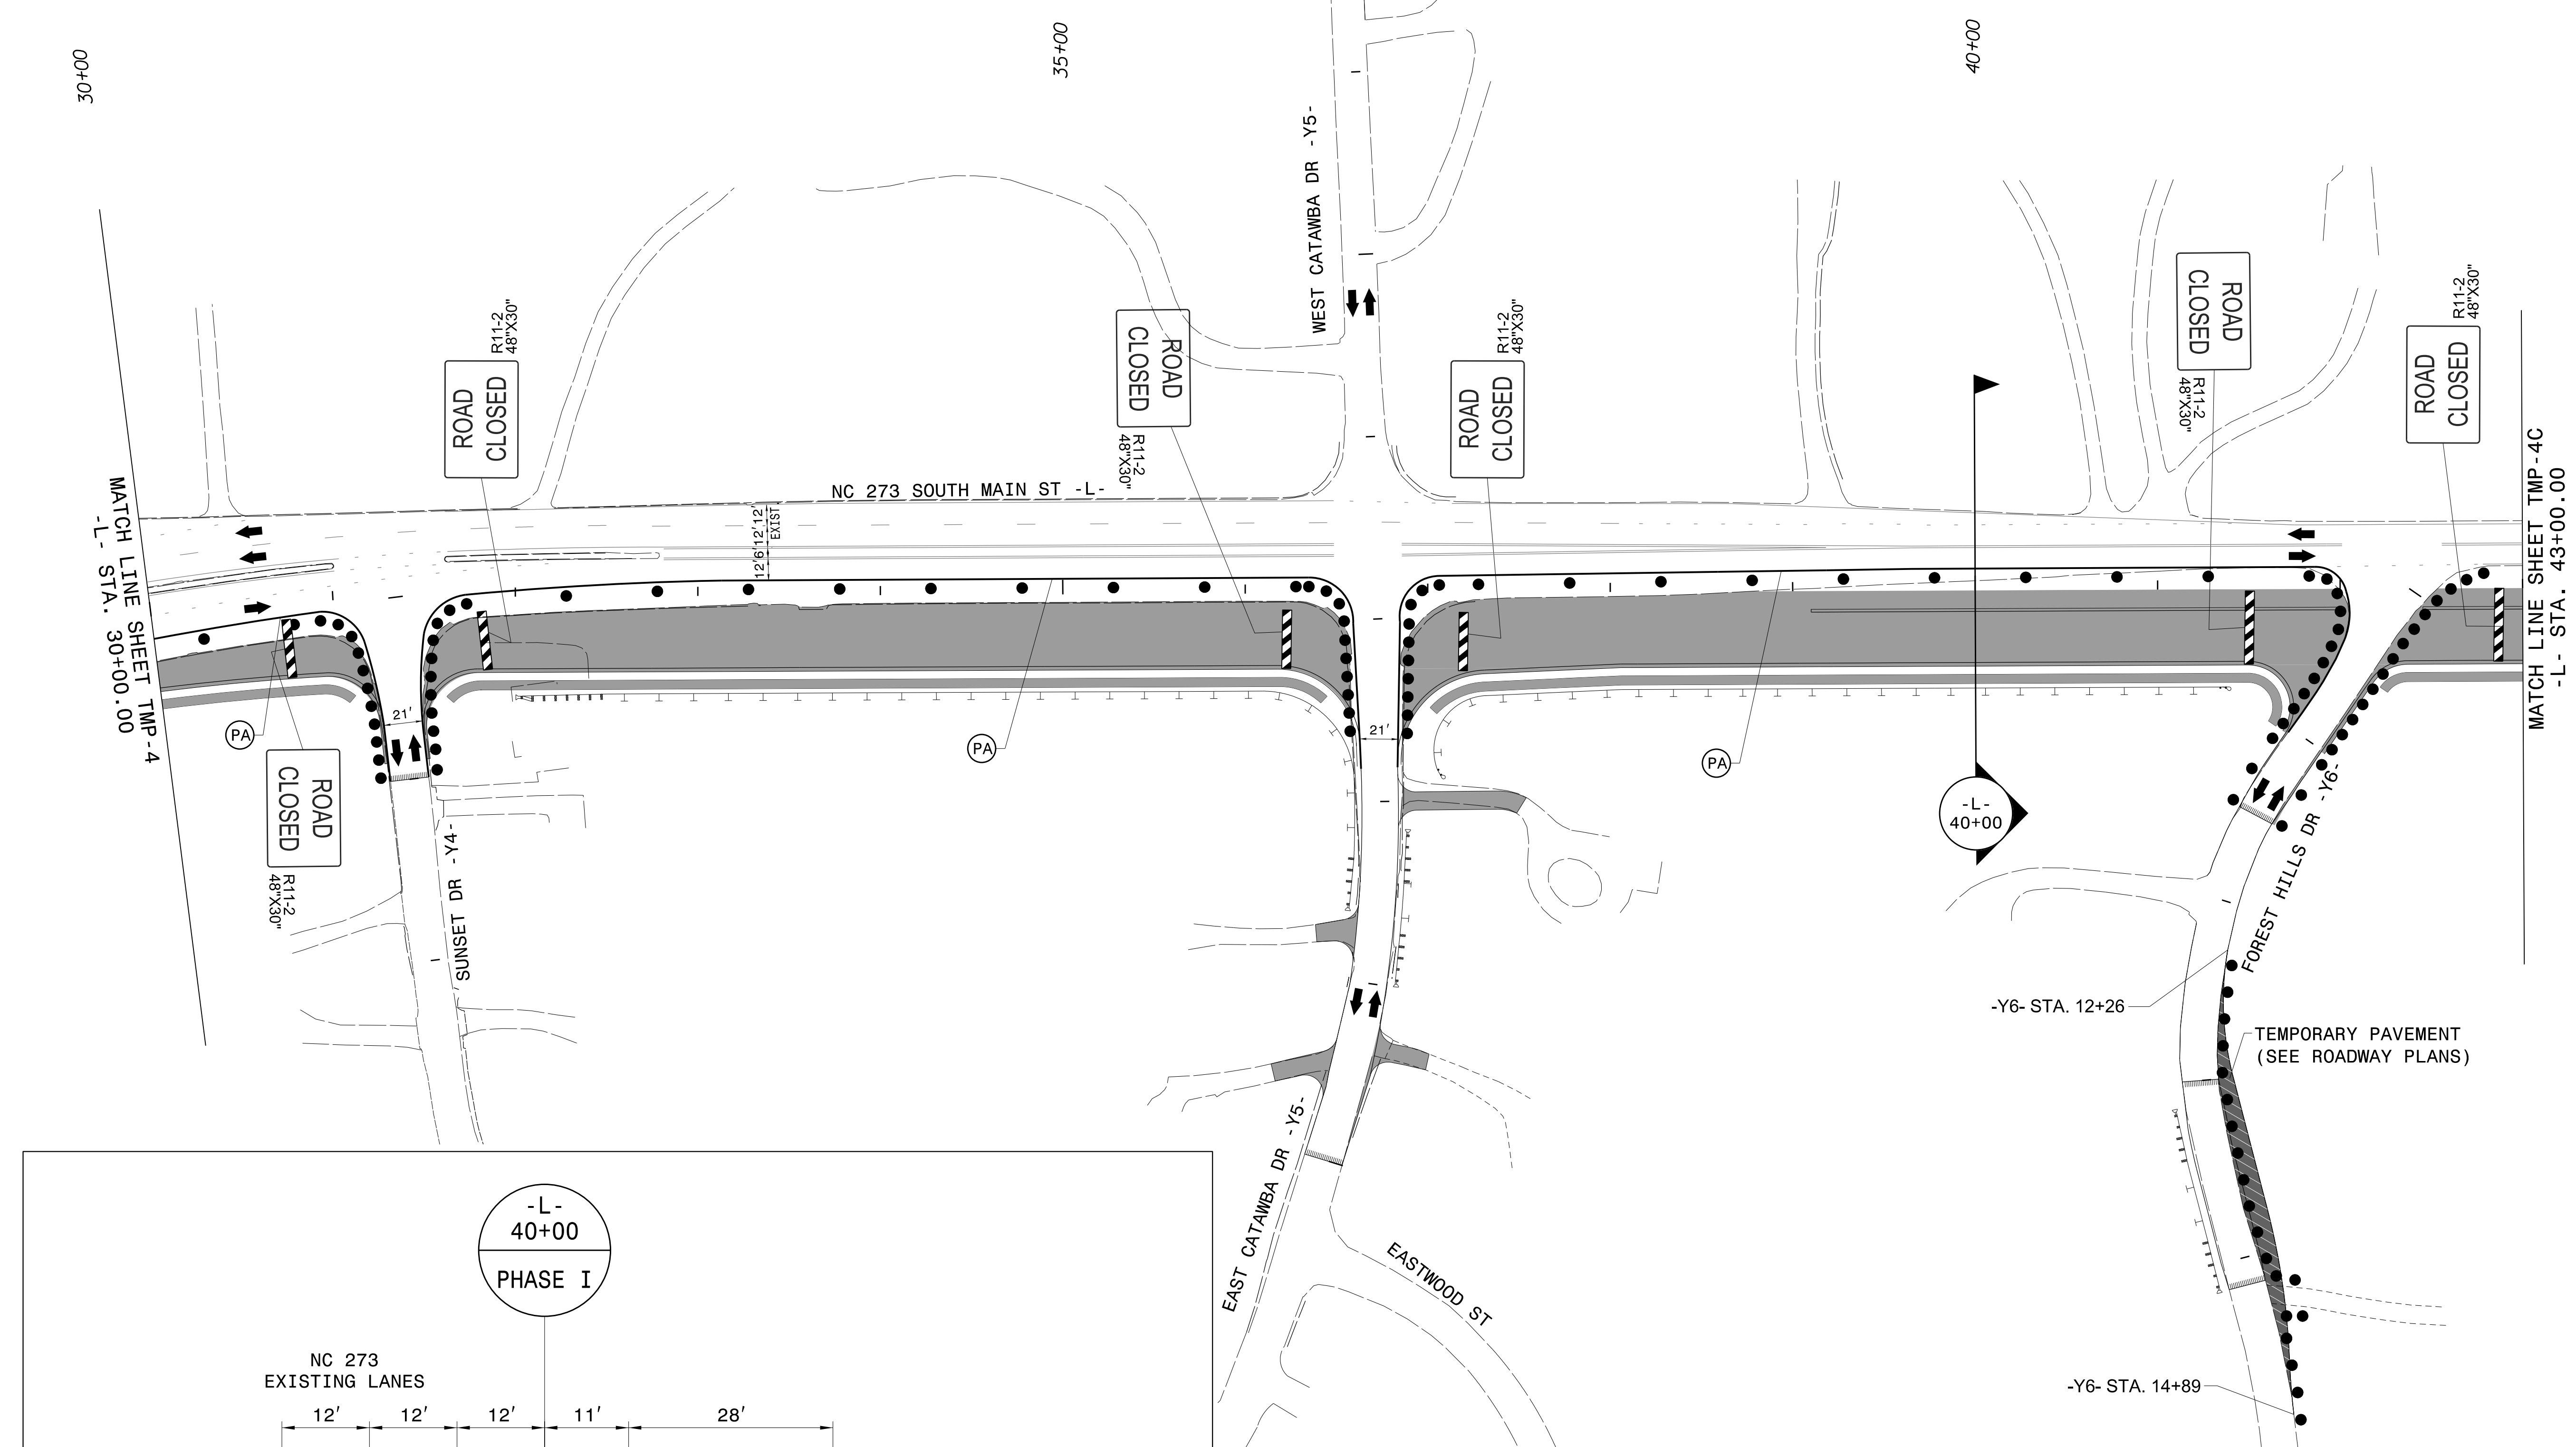 30+00
35+00
40+00
WEST CATAWBA DR -Y5-
R11-2
48"X30"
ROAD
CLOSED
ROAD
CLOSED
R11-2
48"X30"
R11-2
48"X30"
ROAD
CLOSED
ROAD
CLOSED
R11-2
48"X30"
R11-2
48"X30"
ROAD
CLOSED
MATCH LINE SHEET TMP-4
-L- STA. 30+00.00
NC 273 SOUTH MAIN ST -L-
12'
12'
12'
6'
EXIST
MATCH LINE SHEET TMP-4C
-L- STA. 43+00.00
PA
21'
PA
21'
PA
ROAD
CLOSED
R11-2
48"X30"
-L-
40+00
SUNSET DR -Y4-
FOREST HILLS DR -Y6-
-Y6- STA. 12+26
TEMPORARY PAVEMENT
(SEE ROADWAY PLANS)
EAST CATAWBA DR -Y5-
EASTWOOD ST
-L-
40+00
PHASE I
NC 273
EXISTING LANES
12'
12'
12'
11'
28'
-Y6- STA. 14+89